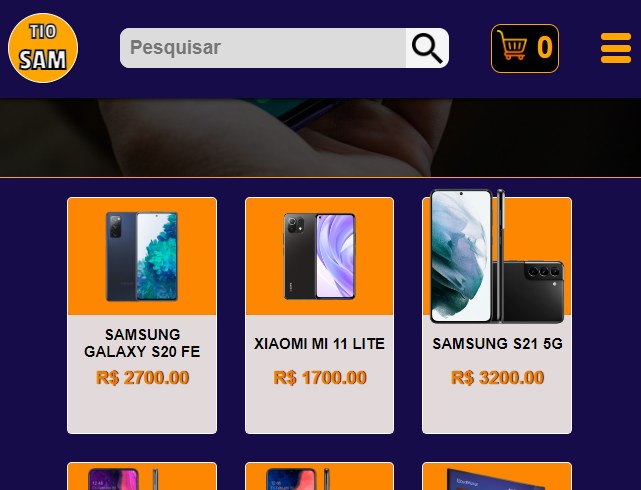 TIO
SAM
Pesquisar
0
SAMSUNG
GALAXY S20 FE
R$ 2700.00
XIAOMI MI 11 LITE
R$ 1700.00
SAMSUNG S21 5G
R$ 3200.00